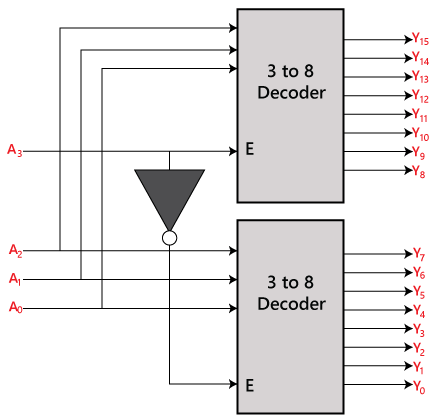 A3
A2
A1
A0
3 to 8
Decoder
E
Y15
Y14
Y13
Y12
Y11
Y10
Y9
Y8
3 to 8
Decoder
E
Y7
Y6
Y5
Y4
Y3
Y2
Y1
Y0